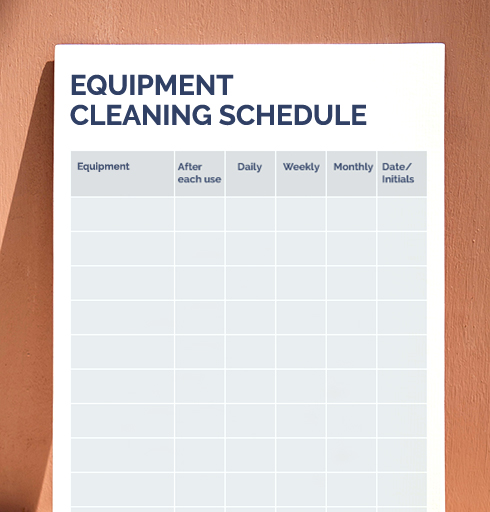 EQUIPMENT
CLEANING SCHEDULE
Equipment After each use Daily Weekly Monthly Date/ Initials